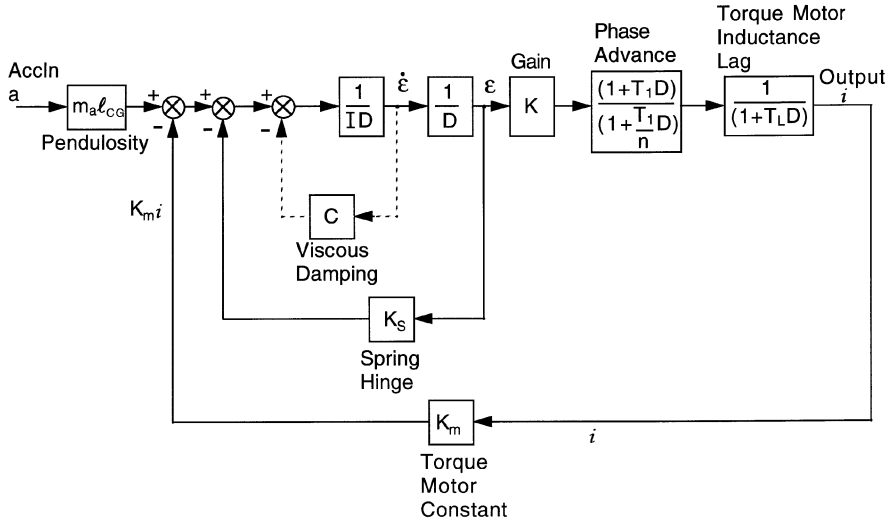 AccIn
a
mₐℓ_CG
Pendulosity
+
-
+
-
+
-
1
ID
ε̇
1
D
ε
Gain
K
Phase
Advance
(1+T₁D)
(1+T₁D)
n
Torque Motor
Inductance
Lag
1
(1+T_LD)
Output
i
C
Viscous
Damping
Kₘi
K_S
Spring
Hinge
Kₘ
i
Torque
Motor
Constant